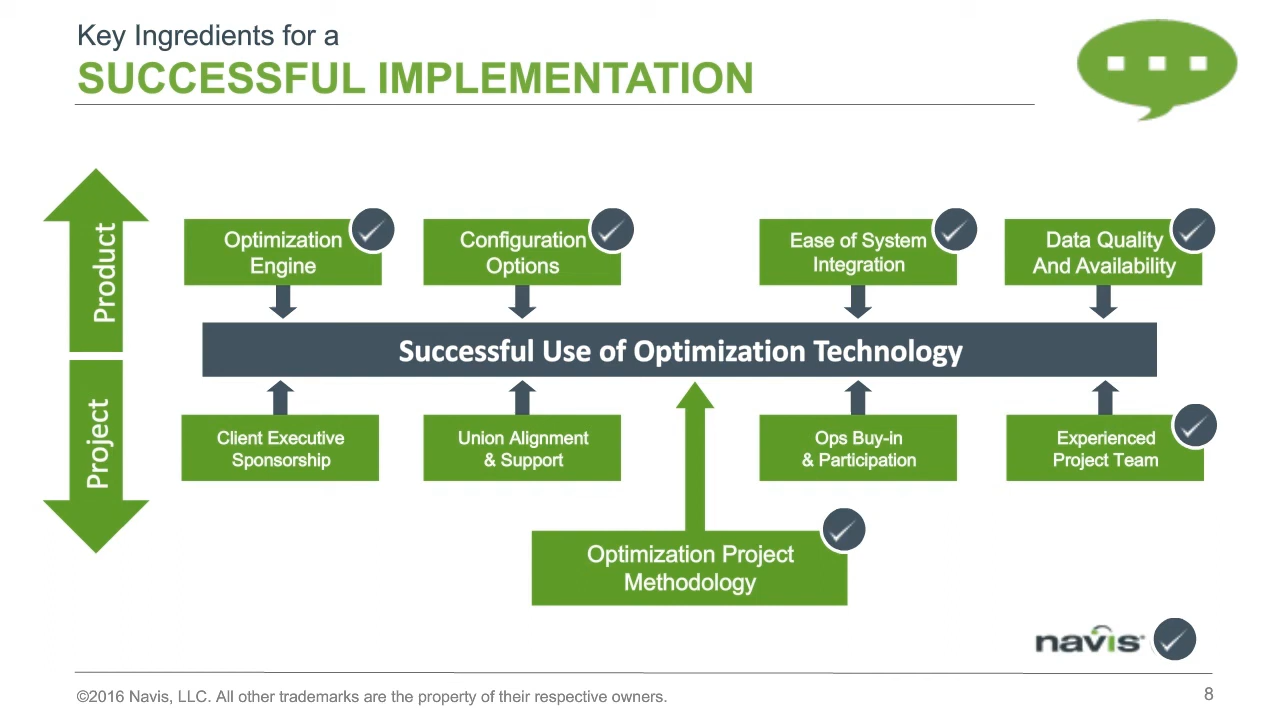 Key Ingredients for a
SUCCESSFUL IMPLEMENTATION
Product
Optimization
Engine
Configuration
Options
Ease of System
Integration
Data Quality
And Availability
Successful Use of Optimization Technology
Project
Client Executive
Sponsorship
Union Alignment
& Support
Ops Buy-in
& Participation
Experienced
Project Team
Optimization Project
Methodology
navis
©2016 Navis, LLC. All other trademarks are the property of their respective owners.
8